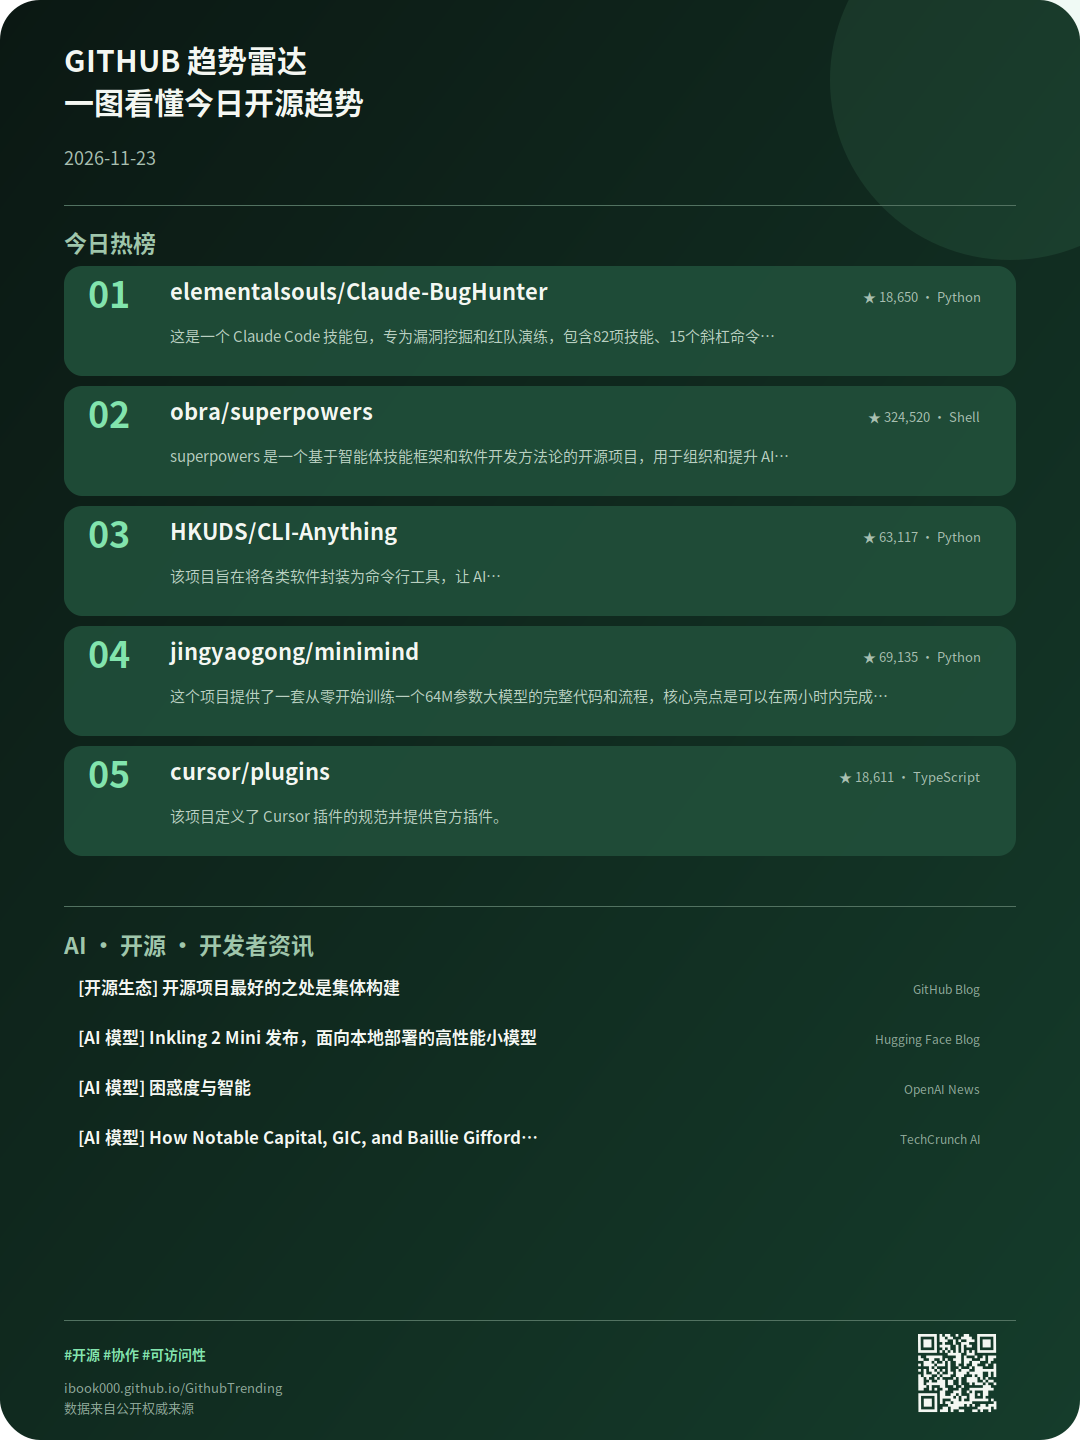 GITHUB 趋势雷达
一图看懂今日开源趋势
2026-11-23
今日热榜
01 elementalsouls/Claude-BugHunter ★ 18,650 · Python
这是一个 Claude Code 技能包，专为漏洞挖掘和红队演练，包含82项技能、15个斜杠命令…
02 obra/superpowers ★ 324,520 · Shell
superpowers 是一个基于智能体技能框架和软件开发方法论的开源项目，用于组织和提升 AI…
03 HKUDS/CLI-Anything ★ 63,117 · Python
该项目旨在将各类软件封装为命令行工具，让 AI…
04 jingyaogong/minimind ★ 69,135 · Python
这个项目提供了一套从零开始训练一个64M参数大模型的完整代码和流程，核心亮点是可以在两小时内完成…
05 cursor/plugins ★ 18,611 · TypeScript
该项目定义了 Cursor 插件的规范并提供官方插件。
AI · 开源 · 开发者资讯
[开源生态] 开源项目最好的之处是集体构建 GitHub Blog
[AI 模型] Inkling 2 Mini 发布，面向本地部署的高性能小模型 Hugging Face Blog
[AI 模型] 困惑度与智能 OpenAI News
[AI 模型] How Notable Capital, GIC, and Baillie Gifford… TechCrunch AI
#开源 #协作 #可访问性
ibook000.github.io/GithubTrending
数据来自公开权威来源